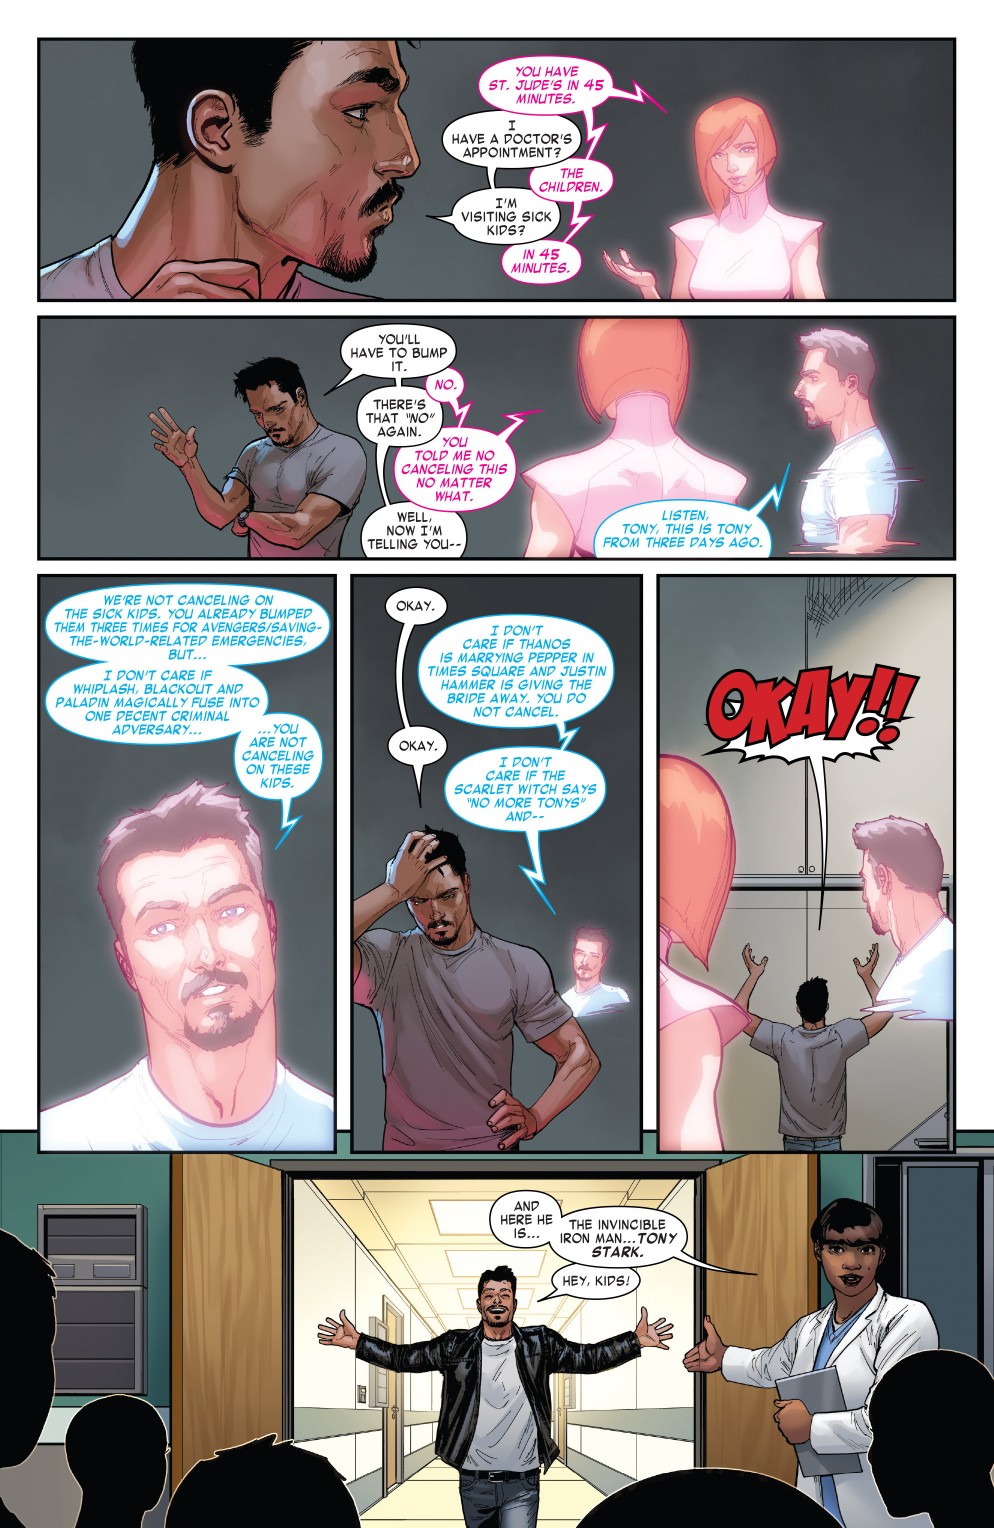 YOU HAVE
ST. JUDE'S IN 45
MINUTES.
I
HAVE A DOCTOR'S
APPOINTMENT?
THE
CHILDREN.
I'M
VISITING SICK
KIDS?
IN 45
MINUTES.
YOU'LL
HAVE TO BUMP
IT.
NO.
THERE'S
THAT "NO"
AGAIN.
YOU
TOLD ME NO
CANCELING THIS
NO MATTER
WHAT.
WELL,
NOW I'M
TELLING YOU--
LISTEN,
TONY, THIS IS TONY
FROM THREE DAYS AGO.
WE'RE NOT CANCELING ON
THE SICK KIDS. YOU ALREADY BUMPED
THEM THREE TIMES FOR AVENGERS/SAVING-
THE-WORLD-RELATED EMERGENCIES,
BUT...
I DON'T CARE IF
WHIPLASH, BLACKOUT AND
PALADIN MAGICALLY FUSE INTO
ONE DECENT CRIMINAL
ADVERSARY...
...YOU
ARE NOT
CANCELING
ON THESE
KIDS.
OKAY.
I DON'T
CARE IF THANOS
IS MARRYING PEPPER IN
TIMES SQUARE AND JUSTIN
HAMMER IS GIVING THE
BRIDE AWAY. YOU DO
NOT CANCEL.
OKAY.
I DON'T
CARE IF THE
SCARLET WITCH SAYS
"NO MORE TONYS"
AND--
OKAY!!
AND
HERE HE
IS...
THE INVINCIBLE
IRON MAN...TONY
STARK.
HEY, KIDS!